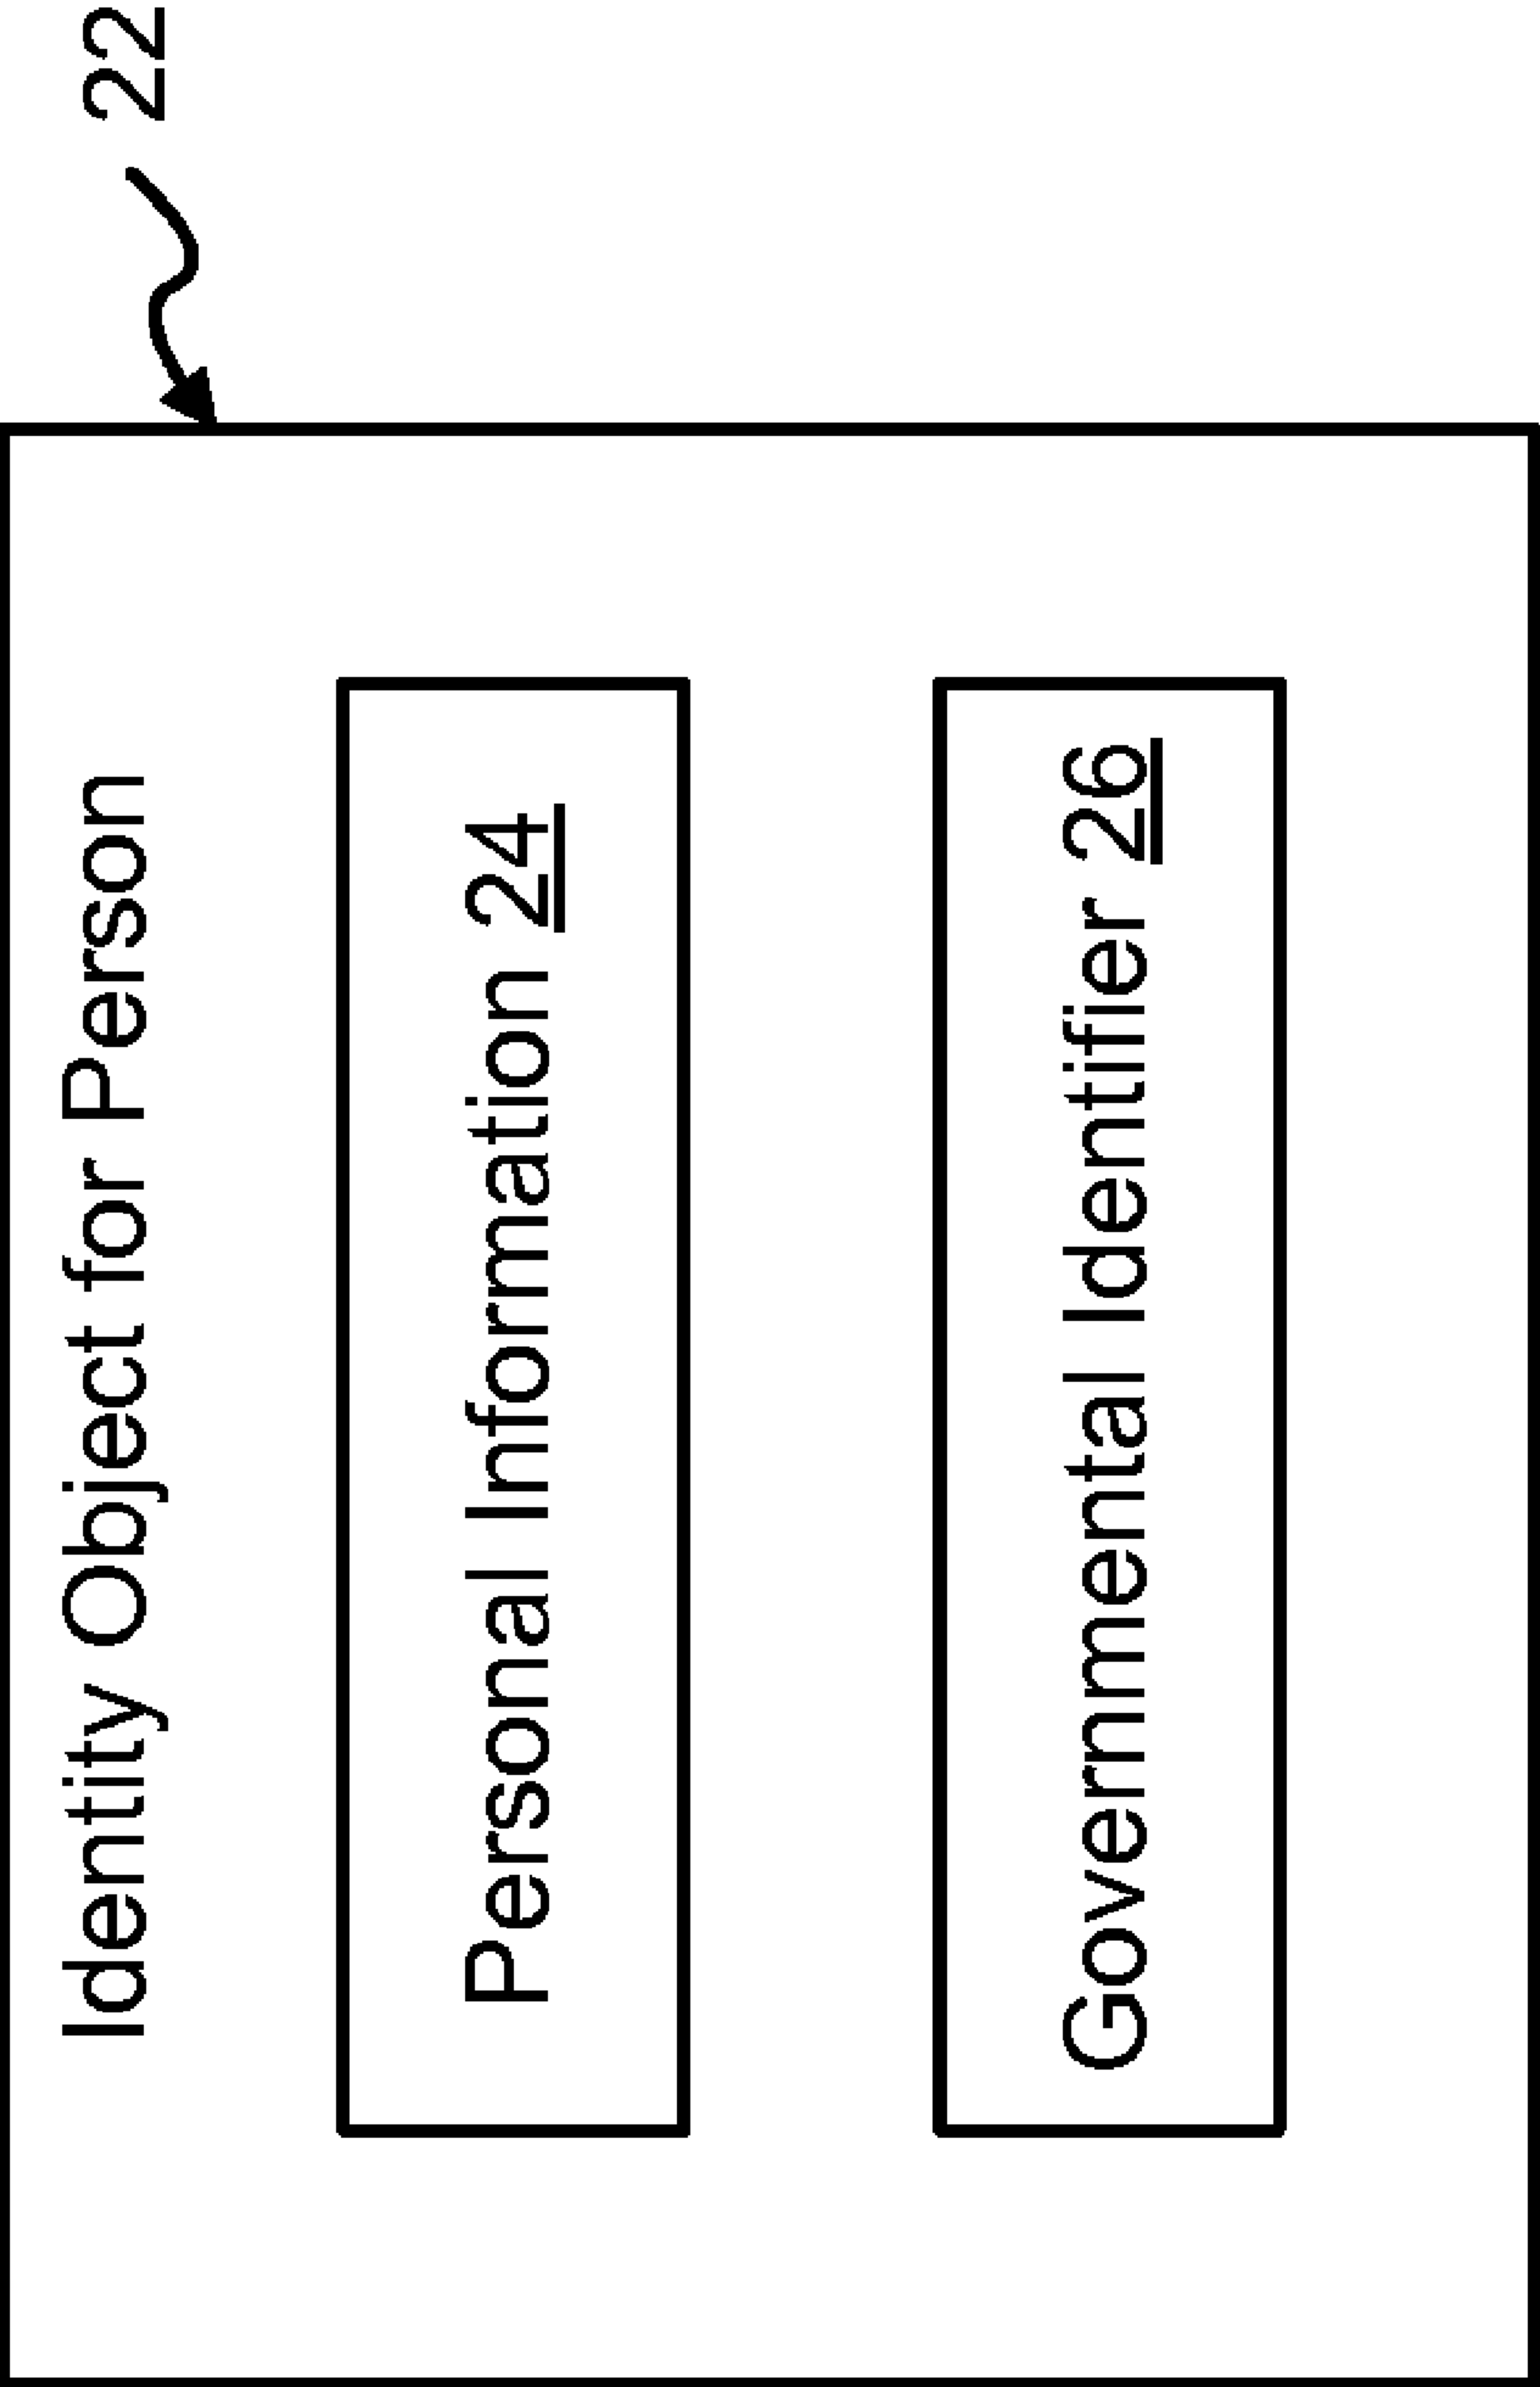 22
Identity Object for Person
Personal Information 24
Governmental Identifier 26